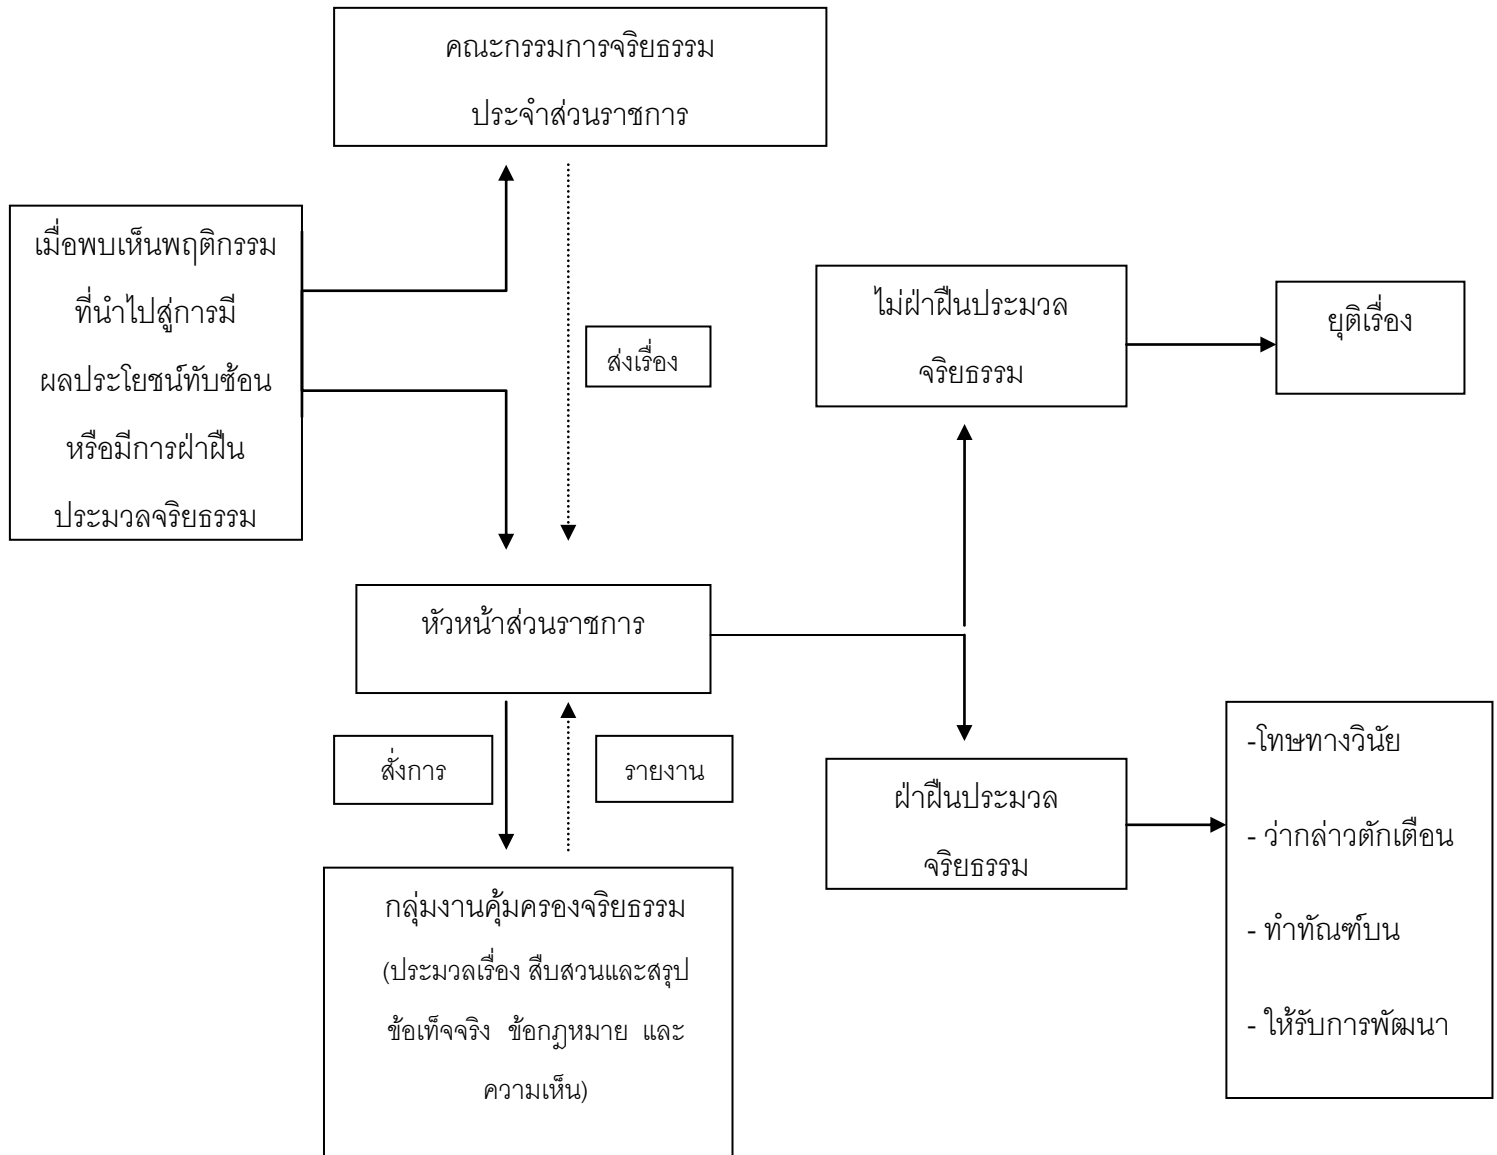 คณะกรรมการจริยธรรม
ประจำส่วนราชการ
เมื่อพบเห็นพฤติกรรม
ที่นำไปสู่การมี
ผลประโยชน์ทับซ้อน
หรือมีการฝ่าฝืน
ประมวลจริยธรรม
ส่งเรื่อง
ไม่ฝ่าฝืนประมวล
จริยธรรม
ยุติเรื่อง
หัวหน้าส่วนราชการ
สั่งการ
รายงาน
ฝ่าฝืนประมวล
จริยธรรม
-โทษทางวินัย
- ว่ากล่าวตักเตือน
- ทำทัณฑ์บน
- ให้รับการพัฒนา
กลุ่มงานคุ้มครองจริยธรรม
(ประมวลเรื่อง สืบสวนและสรุป
ข้อเท็จจริง ข้อกฎหมาย และ
ความเห็น)